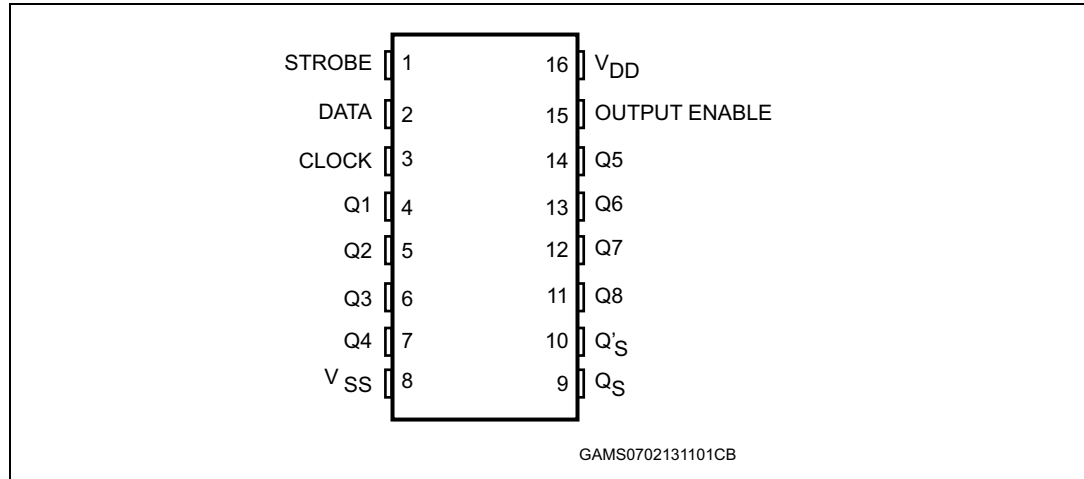 STROBE 1 16 VDD
DATA 2 15 OUTPUT ENABLE
CLOCK 3 14 Q5
Q1 4 13 Q6
Q2 5 12 Q7
Q3 6 11 Q8
Q4 7 10 Q’S
V SS 8 9 QS
GAMS0702131101CB